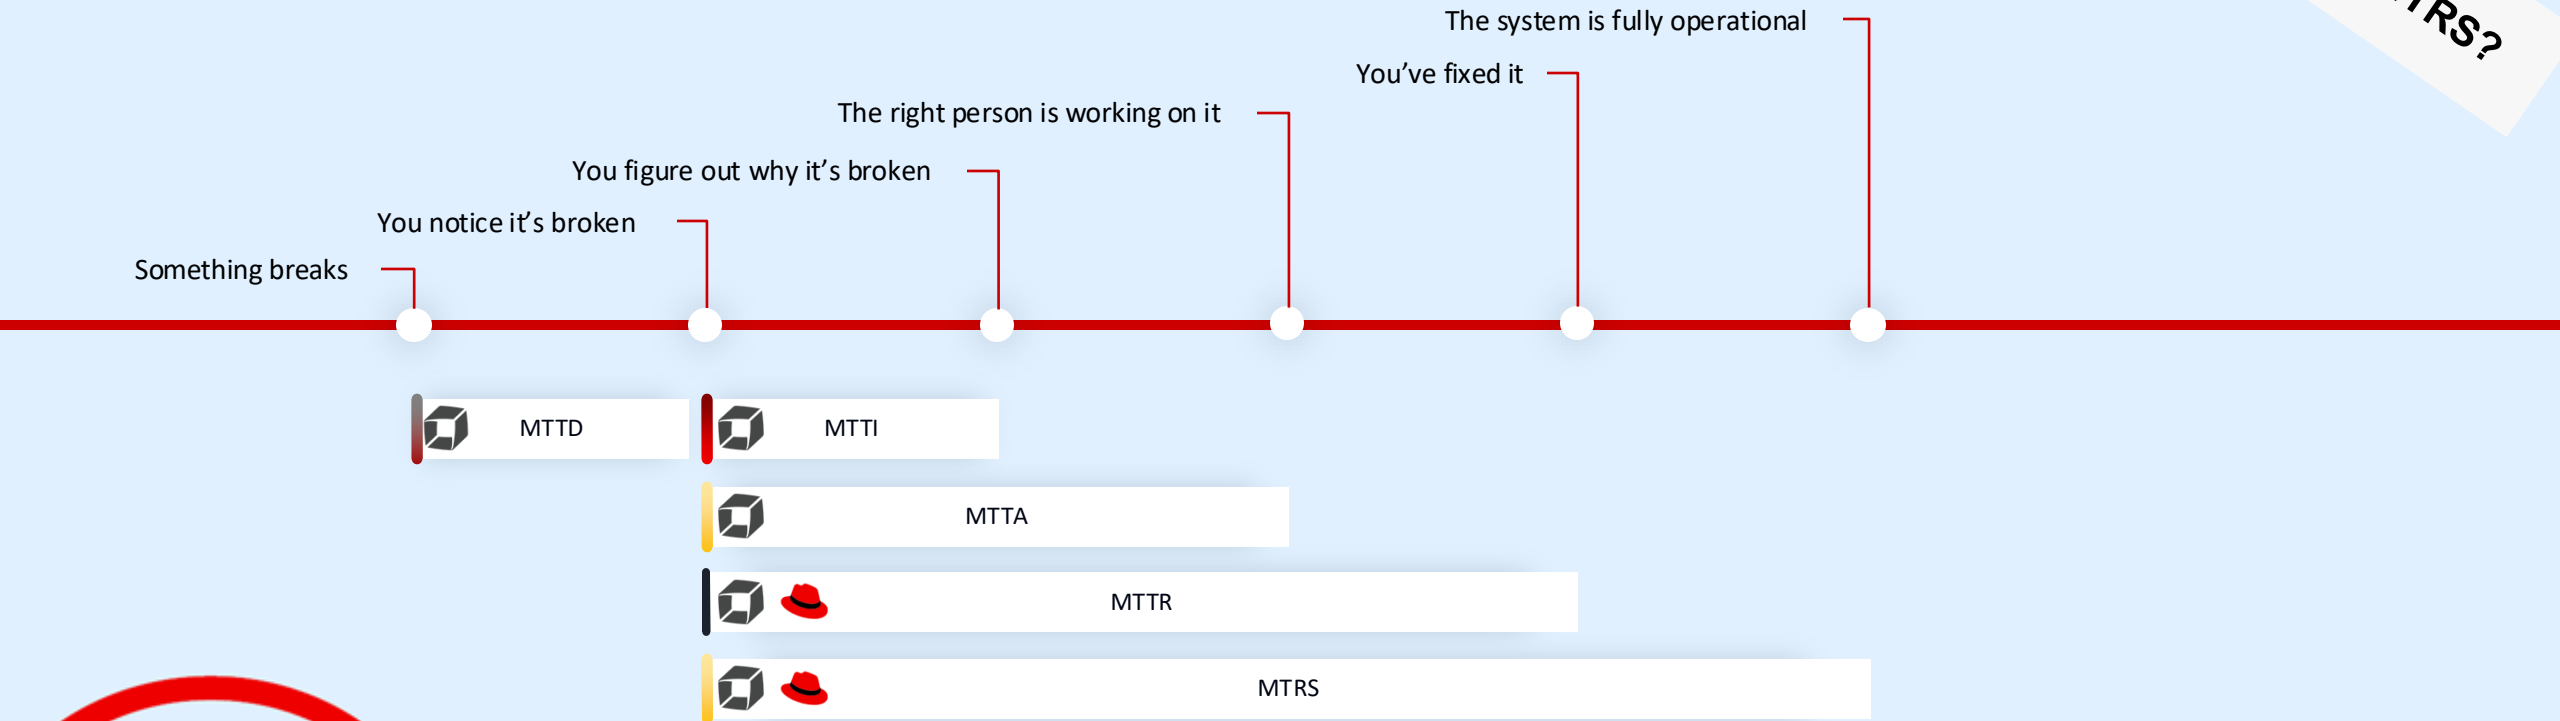 The system is fully operational
TRS?
You've fixed it
The right person is working on it
You figure out why it's broken
You notice it's broken
Something breaks
MTTD
MTTI
MTTA
MTTR
MTRS